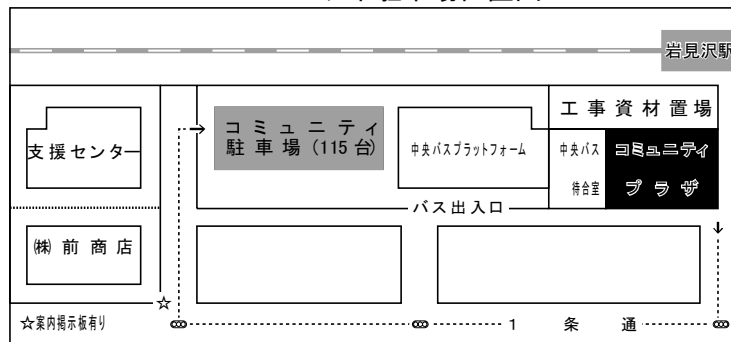 岩見沢駅
工事資材置場
コミュニティ
駐車場(115台)
支援センター
中央バスプラットフォーム
中央バス
待合室
コミュニティ
プラザ
バス出入口
㈱前商店
☆
☆案内掲示板有り
1条通